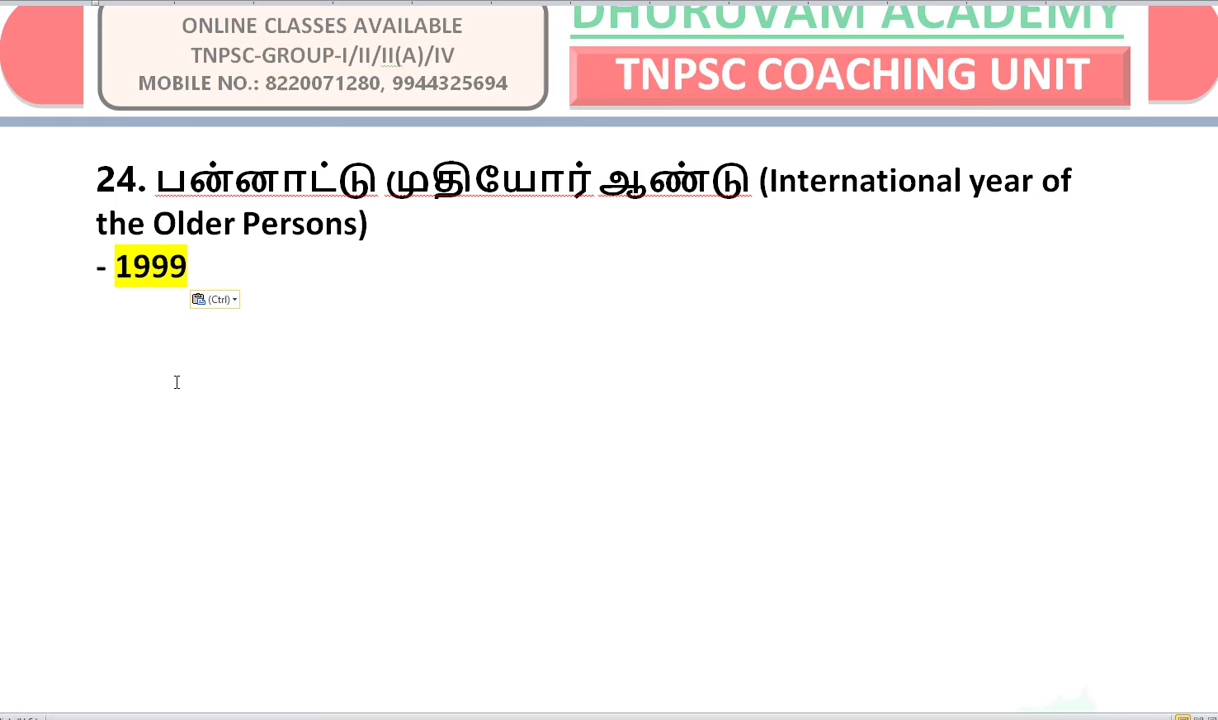 ONLINE CLASSES AVAILABLE
TNPSC-GROUP-I/II/II(A)/IV
MOBILE NO.: 8220071280, 9944325694
DHURUVAM ACADEMY
TNPSC COACHING UNIT
24. பன்னாட்டு முதியோர் ஆண்டு (International year of
the Older Persons)
- 1999
(Ctrl)